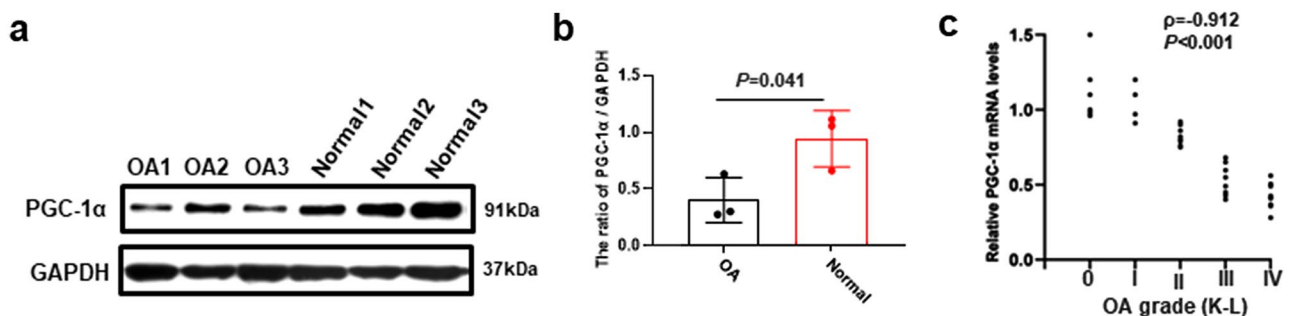 a
OA1 OA2 OA3 Normal1 Normal2 Normal3
PGC-1α
91kDa
GAPDH
37kDa
b
The ratio of PGC-1α / GAPDH
1.5
1.0
0.5
0.0
P=0.041
OA
Normal
c
Relative PGC-1α mRNA levels
1.5
1.0
0.5
0.0
ρ=-0.912
P<0.001
0 I II III IV
OA grade (K-L)